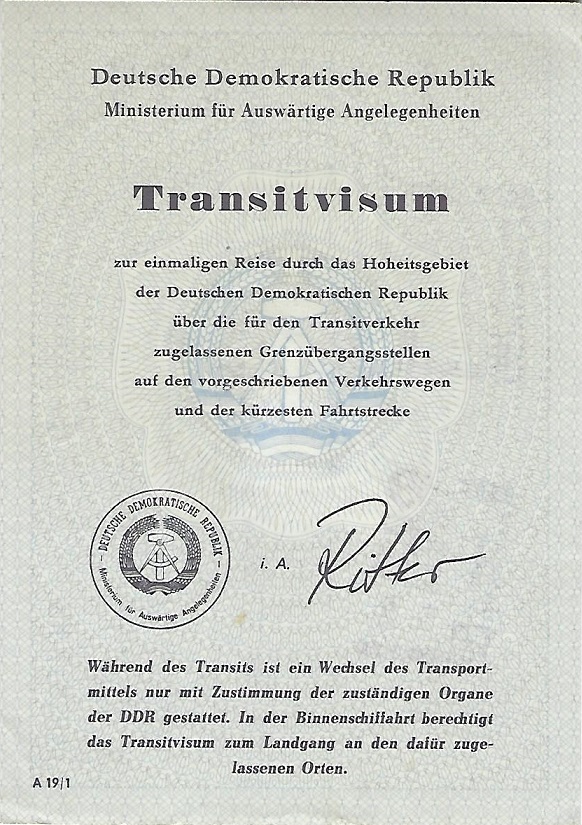 Deutsche Demokratische Republik
Ministerium für Auswärtige Angelegenheiten
Transitvisum
zur einmaligen Reise durch das Hoheitsgebiet
der Deutschen Demokratischen Republik
über die für den Transitverkehr
zugelassenen Grenzübergangsstellen
auf den vorgeschriebenen Verkehrswegen
und der kürzesten Fahrtstrecke
– DEUTSCHE DEMOKRATISCHE REPUBLIK –
Ministerium für Auswärtige Angelegenheiten
i. A.
Während des Transits ist ein Wechsel des Transport-
mittels nur mit Zustimmung der zuständigen Organe
der DDR gestattet. In der Binnenschiffahrt berechtigt
das Transitvisum zum Landgang an den dafür zuge-
lassenen Orten.
A 19/1